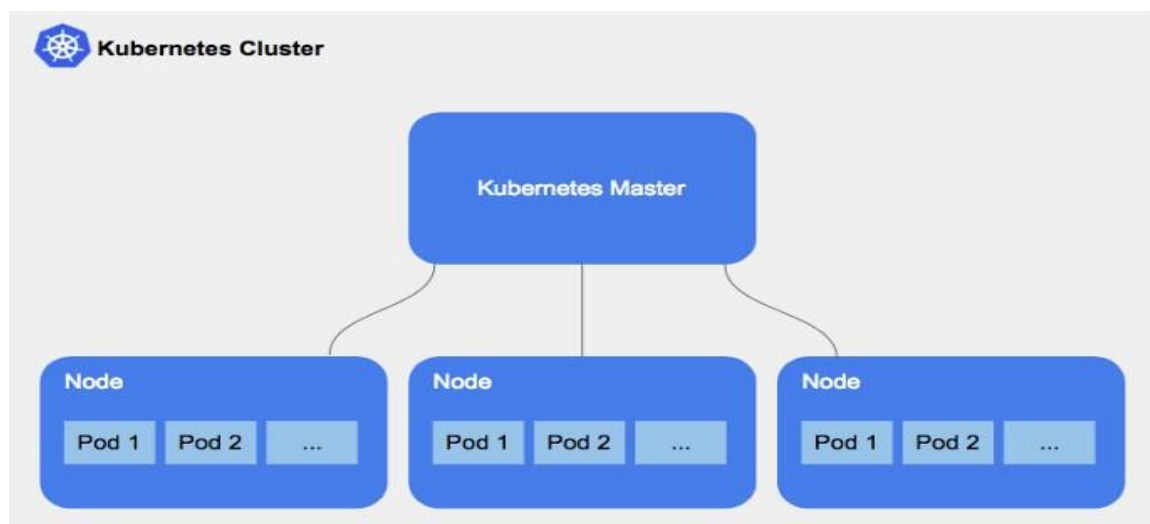 Kubernetes Cluster
Kubernetes Master
Node
Pod 1
Pod 2
...
Node
Pod 1
Pod 2
...
Node
Pod 1
Pod 2
...